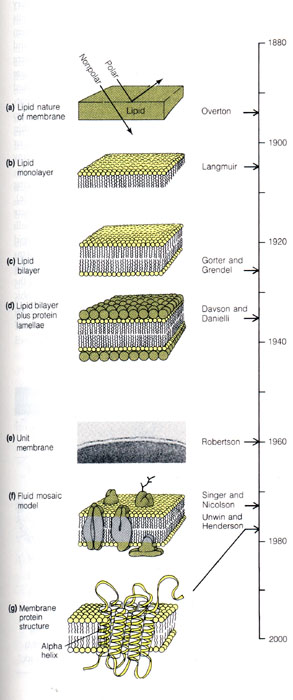 1880
Nonpolar
Polar
(a) Lipid nature
of membrane
Lipid
Overton
1900
(b) Lipid
monolayer
Langmuir
1920
(c) Lipid
bilayer
Gorter and
Grendel
(d) Lipid bilayer
plus protein
lamellae
Davson and
Danielli
1940
(e) Unit
membrane
Robertson
1960
(f) Fluid mosaic
model
Singer and
Nicolson
Unwin and
Henderson
1980
(g) Membrane
protein
structure
Alpha
helix
2000